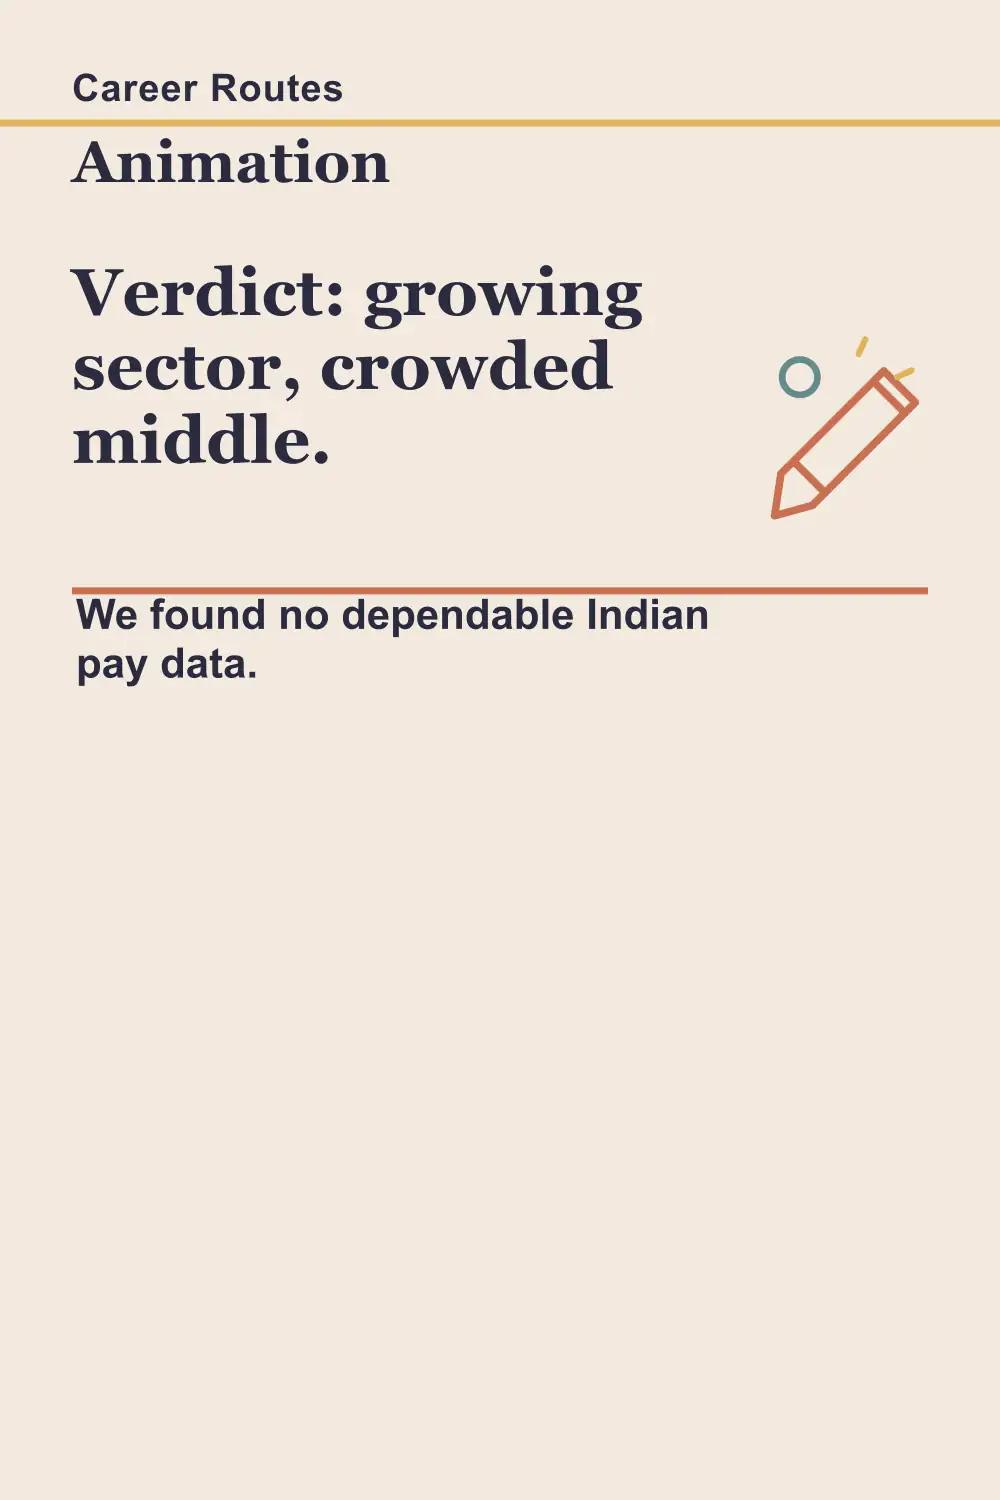 Career Routes
Animation
Verdict: growing
sector, crowded
middle.
We found no dependable Indian
pay data.